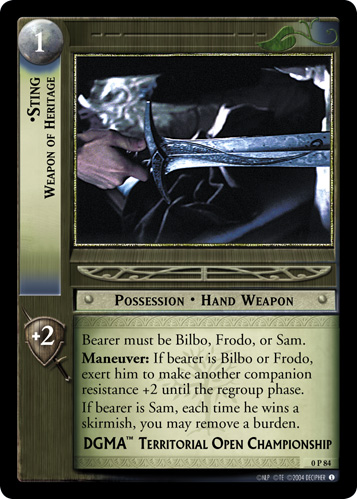 1
•Sting
Weapon of Heritage
Possession • Hand Weapon
+2
Bearer must be Bilbo, Frodo, or Sam.
Maneuver: If bearer is Bilbo or Frodo,
exert him to make another companion
resistance +2 until the regroup phase.
If bearer is Sam, each time he wins a
skirmish, you may remove a burden.
DGMA™ Territorial Open Championship
0 P 84
©NLP ©TE ©2004 DECIPHER